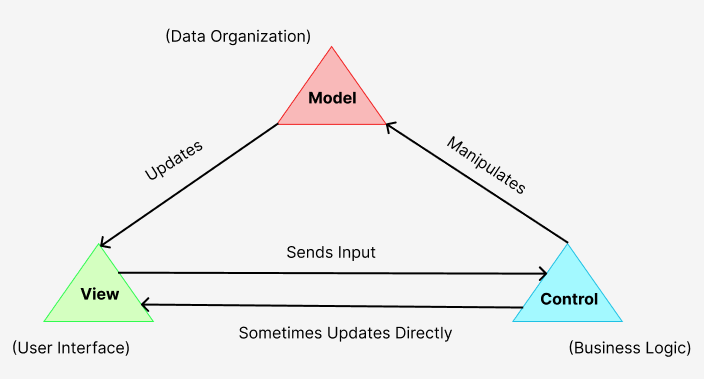 (Data Organization)
Model
Updates
Manipulates
Sends Input
View
Control
Sometimes Updates Directly
(User Interface)
(Business Logic)